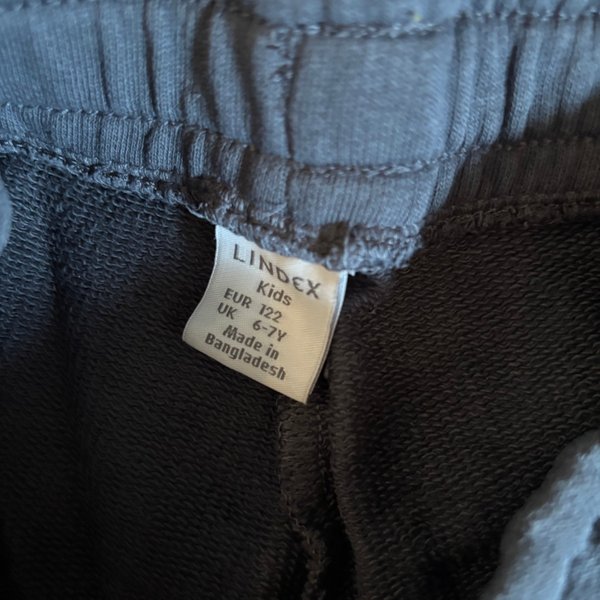 LINDEX
Kids
EUR 122
UK 6-7Y
Made in
Bangladesh